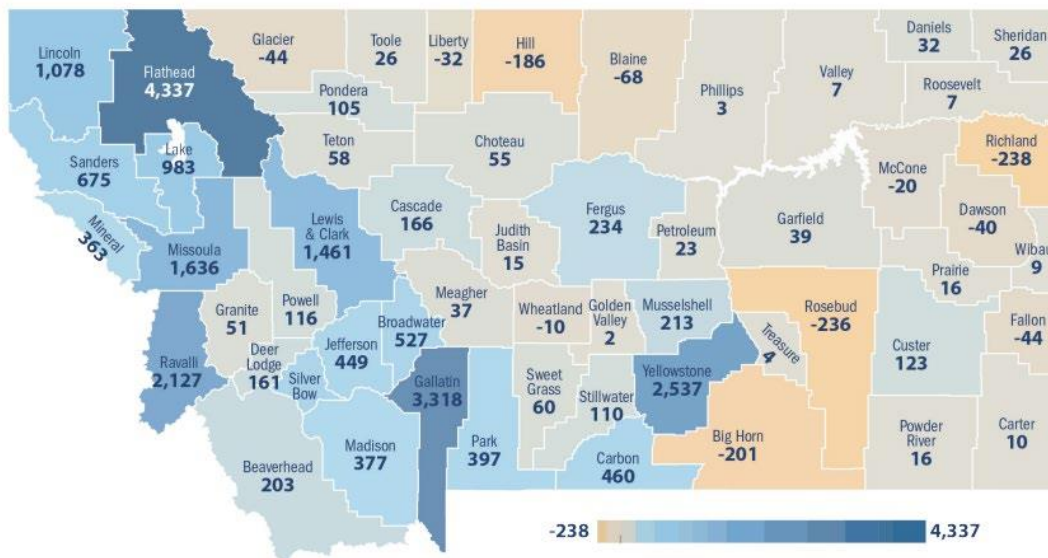 Lincoln
1,078
Flathead
4,337
Glacier
-44
Toole
26
Liberty
-32
Hill
-186
Blaine
-68
Phillips
3
Valley
7
Daniels
32
Sheridan
26
Roosevelt
7
Richland
-238
Pondera
105
Teton
58
Choteau
55
Sanders
675
Lake
983
Mineral
363
Missoula
1,636
Lewis
& Clark
1,461
Cascade
166
Judith
Basin
15
Fergus
234
Petroleum
23
Garfield
39
McCone
-20
Dawson
-40
Wibau
9
Prairie
16
Ravalli
2,127
Granite
51
Powell
116
Deer
Lodge
161
Silver
Bow
Jefferson
449
Broadwater
527
Meagher
37
Wheatland
-10
Golden
Valley
2
Musselshell
213
Treasure
4
Rosebud
-236
Custer
123
Fallon
-44
Gallatin
3,318
Sweet
Grass
60
Stillwater
110
Yellowstone
2,537
Beaverhead
203
Madison
377
Park
397
Carbon
460
Big Horn
-201
Powder
River
16
Carter
10
-238
4,337